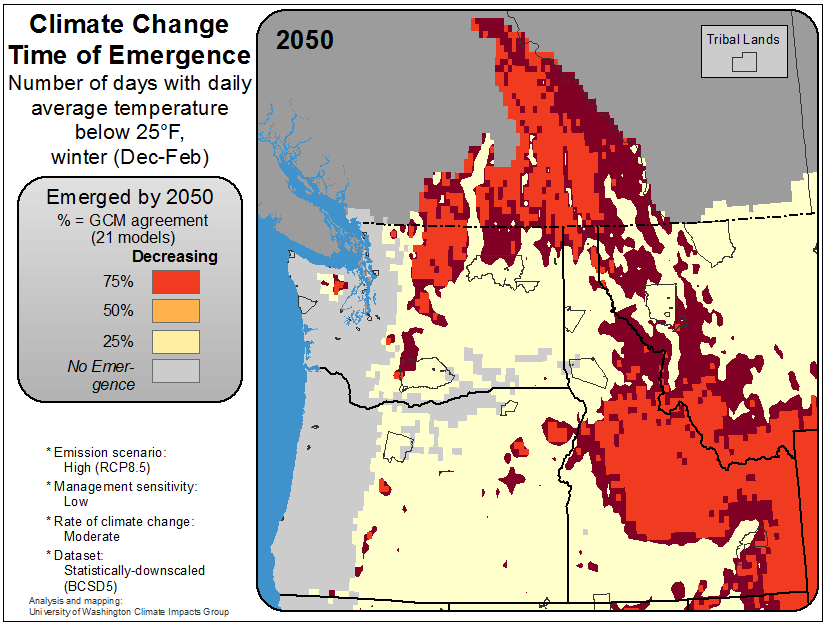 Climate Change
Time of Emergence
Number of days with daily
average temperature
below 25°F,
winter (Dec-Feb)
Emerged by 2050
% = GCM agreement
(21 models)
Decreasing
75%
50%
25%
No Emer-
gence
* Emission scenario:
High (RCP8.5)
* Management sensitivity:
Low
* Rate of climate change:
Moderate
* Dataset:
Statistically-downscaled
(BCSD5)
Analysis and mapping:
University of Washington Climate Impacts Group
2050
Tribal Lands